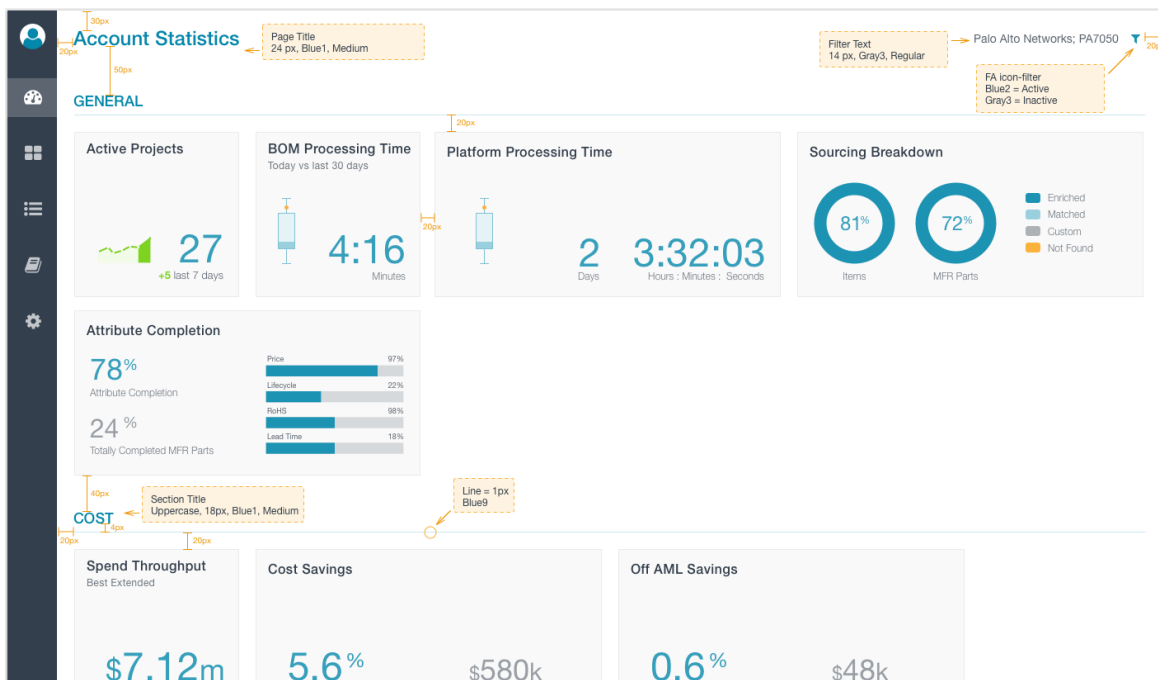 30px
Account Statistics
20px
Page Title
24 px, Blue1, Medium
Filter Text
14 px, Gray3, Regular
Palo Alto Networks; PA7050
20p
50px
FA icon-filter
Blue2 = Active
Gray3 = Inactive
GENERAL
20px
Active Projects
27
+5 last 7 days
BOM Processing Time
Today vs last 30 days
4:16
Minutes
20px
Platform Processing Time
2
Days
3:32:03
Hours : Minutes : Seconds
Sourcing Breakdown
81%
Items
72%
MFR Parts
Enriched
Matched
Custom
Not Found
Attribute Completion
78%
Attribute Completion
24 %
Totally Completed MFR Parts
Price 97%
Lifecycle 22%
RoHS 98%
Lead Time 18%
40px
Section Title
Uppercase, 18px, Blue1, Medium
Line = 1px
Blue9
COST
4px
20px
20px
Spend Throughput
Best Extended
$7.12m
Cost Savings
5.6%
$580k
Off AML Savings
0.6%
$48k